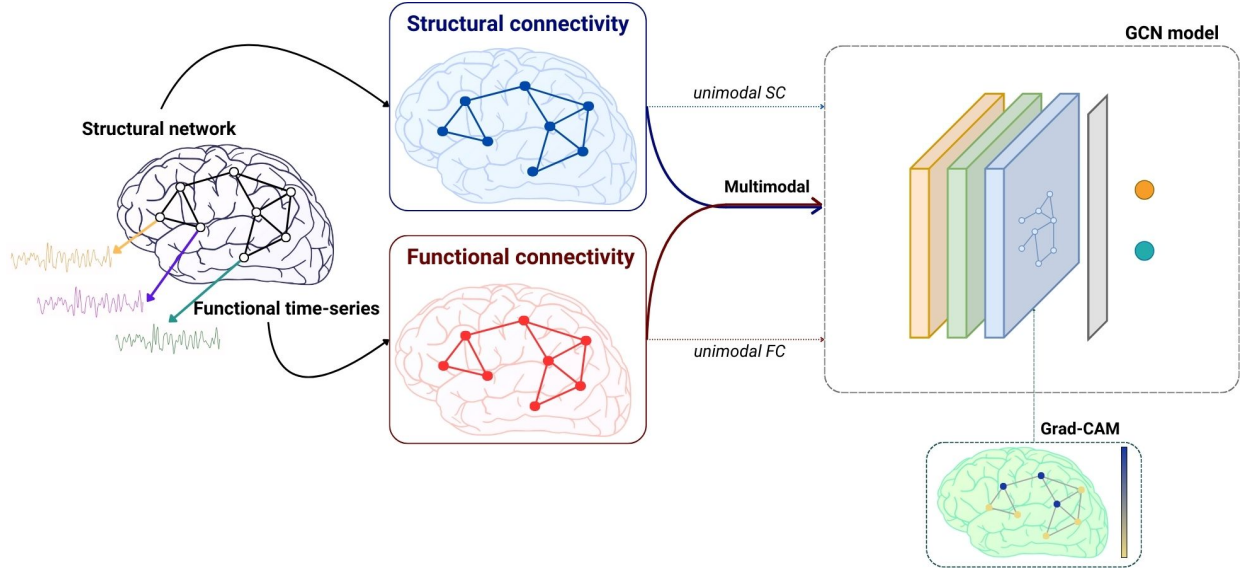 Structural connectivity
GCN model
unimodal SC
Structural network
Multimodal
Functional connectivity
Functional time-series
unimodal FC
Grad-CAM